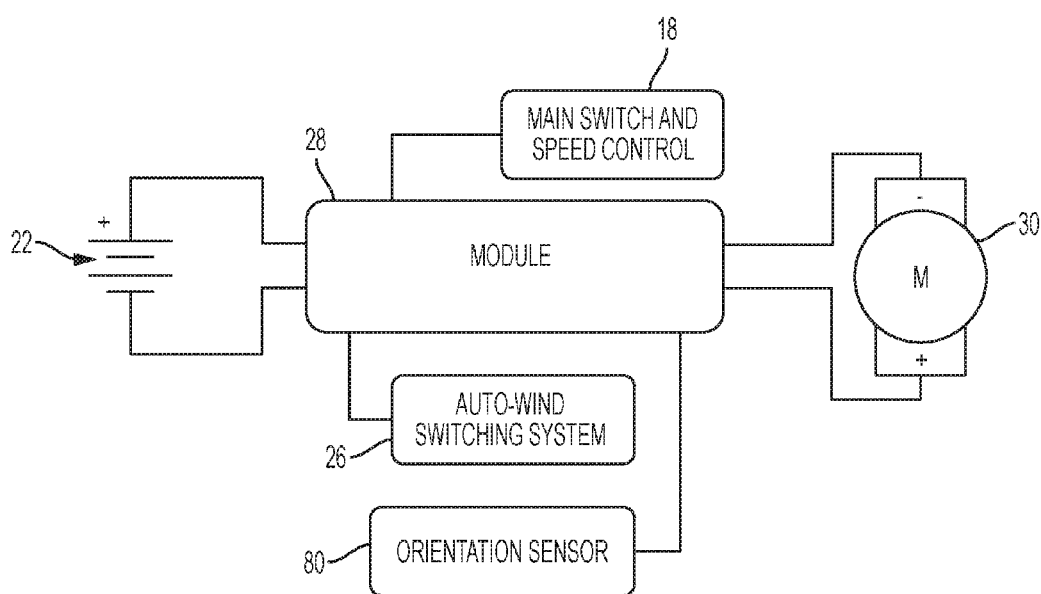 18
MAIN SWITCH AND
SPEED CONTROL
28
+
22
MODULE
-
30
M
+
AUTO-WIND
SWITCHING SYSTEM
26
ORIENTATION SENSOR
80